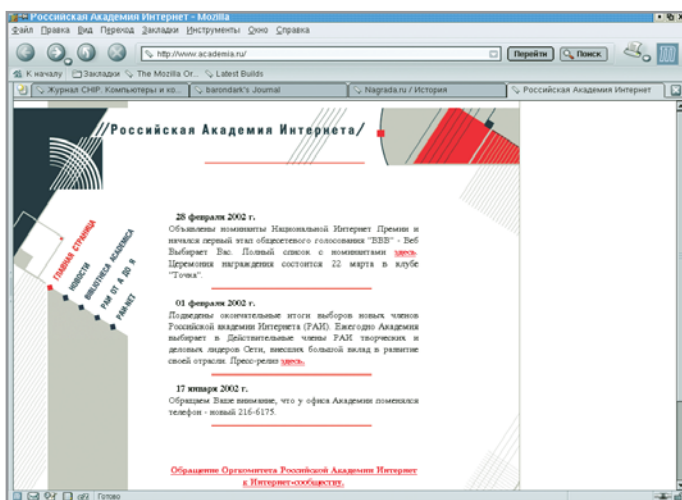 Российская Академия Интернет - Mozilla
Файл Правка Вид Переход Закладки Инструменты Окно Справка
http://www.academia.ru/
Перейти Поиск
К началу Закладки The Mozilla Or... Latest Builds
Журнал CHIP. Компьютеры и ко... barondark's Journal Nagrada.ru / История Российская Академия Интернет
//Российская Академия Интернета/
ГЛАВНАЯ СТРАНИЦА
НОВОСТИ
BIBLIOTHECA ACADEMICA
РАИ ОТ А ДО Я
РАИ-NET
28 февраля 2002 г.
Объявлены номинанты Национальной Интернет Премии и
начался первый этап общесетевого голосования "ВВВ" - Веб
Выбирает Вас. Полный список с номинантами здесь.
Церемония награждения состоится 22 марта в клубе
"Точка".
01 февраля 2002 г.
Подведены окончательные итоги выборов новых членов
Российской академии Интернета (РАИ). Ежегодно Академия
выбирает в Действительные члены РАИ творческих и
деловых лидеров Сети, внесших большой вклад в развитие
своей отрасли. Пресс-релиз здесь.
17 января 2002 г.
Обращаем Ваше внимание, что у офиса Академии поменялся
телефон - новый 216-6175.
Обращение Оргкомитета Российской Академии Интернет
к Интернет-сообществу.
Готово